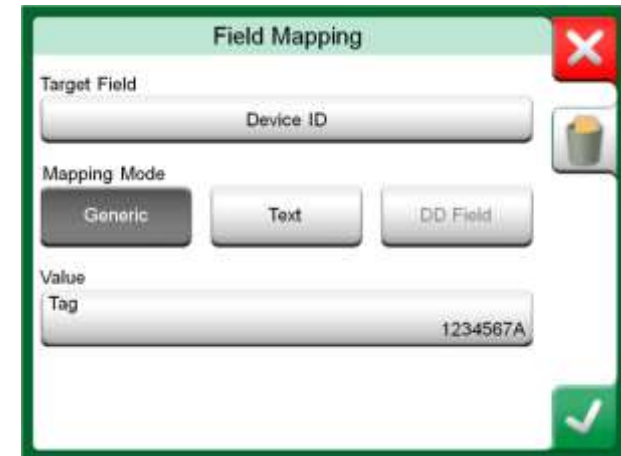 Field Mapping
Target Field
Device ID
Mapping Mode
Generic Text DD Field
Value
Tag
1234567A